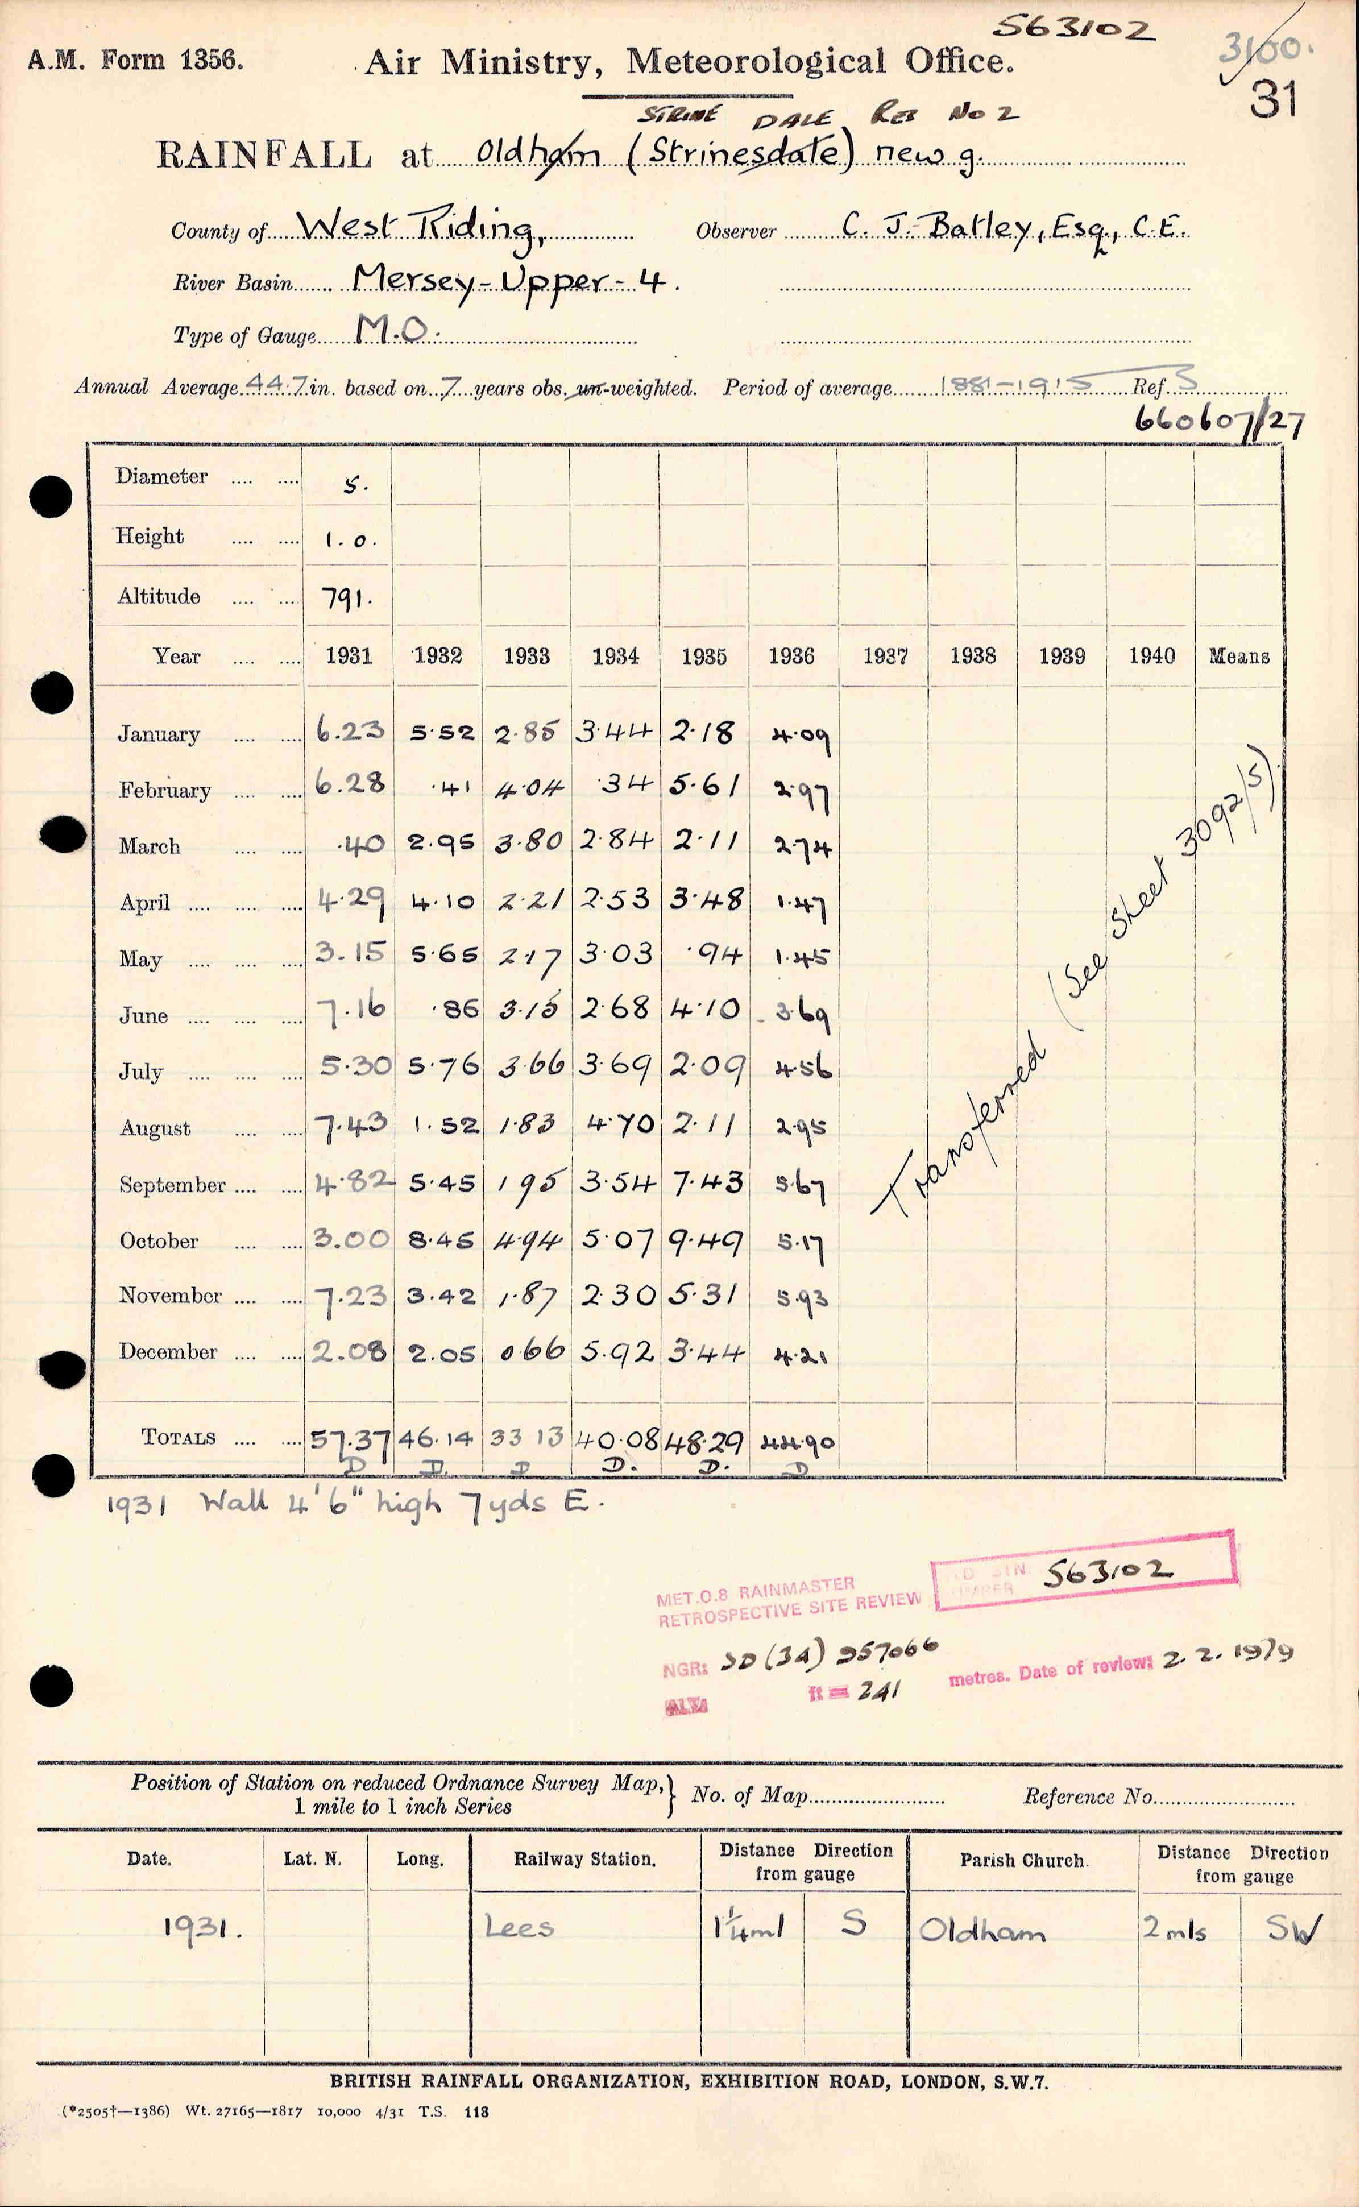 563102
3100.
A.M. Form 1356. Air Ministry, Meteorological Office.
31
STRINE DALE Res No 2
RAINFALL at Oldham (Strinesdale) new g.
County of West Riding, Observer C. J. Batley, Esq., C.E.
River Basin Mersey-Upper-4.
Type of Gauge M.O.
Annual Average 44.7 in. based on 7 years obs. un-weighted. Period of average 1881-1915 Ref. 3
660607/27
Diameter .... .... 5.
Height .... .... 1.0.
Altitude .... .... 791.
Year .... .... 1931 1932 1933 1934 1935 1936 1937 1938 1939 1940 Means
January .... .... 6.23 5.52 2.85 3.44 2.18 4.09
February .... .... 6.28 .41 4.04 .34 5.61 2.97
March .... .... .40 2.95 3.80 2.84 2.11 2.74
April .... .... .... 4.29 4.10 2.21 2.53 3.48 1.47
May .... .... .... 3.15 5.65 2.17 3.03 .94 1.45
June .... .... .... 7.16 .86 3.15 2.68 4.10 3.69
July .... .... .... 5.30 5.76 3.66 3.69 2.09 4.56
August .... .... 7.43 1.52 1.83 4.70 2.11 2.95
September .... .... 4.82 5.45 1 95 3.54 7.43 5.67
October .... .... 3.00 8.45 4.94 5.07 9.49 5.17
November .... .... 7.23 3.42 1.87 2.30 5.31 5.93
December .... .... 2.08 2.05 0 66 5.92 3.44 4.21
Transferred (See Sheet 3092/5)
TOTALS .... .... 57.37 46.14 33 13 40.08 48.29 44.90
D D. D D. D. D
1931 Wall 4'6" high 7yds E.
MET.O.8 RAINMASTER
RETROSPECTIVE SITE REVIEW
563102
NGR: SD (34) 957066
ALT: ft = 241 metres. Date of review: 2.2.1979
Position of Station on reduced Ordnance Survey Map, } No. of Map Reference No.
1 mile to 1 inch Series
Date. Lat. N. Long. Railway Station. Distance Direction from gauge Parish Church. Distance Direction from gauge
1931. Lees 1¼ml S Oldham 2 mls SW
BRITISH RAINFALL ORGANIZATION, EXHIBITION ROAD, LONDON, S.W.7.
(*2505†—1386) Wt. 27165—1817 10,000 4/31 T.S. 118